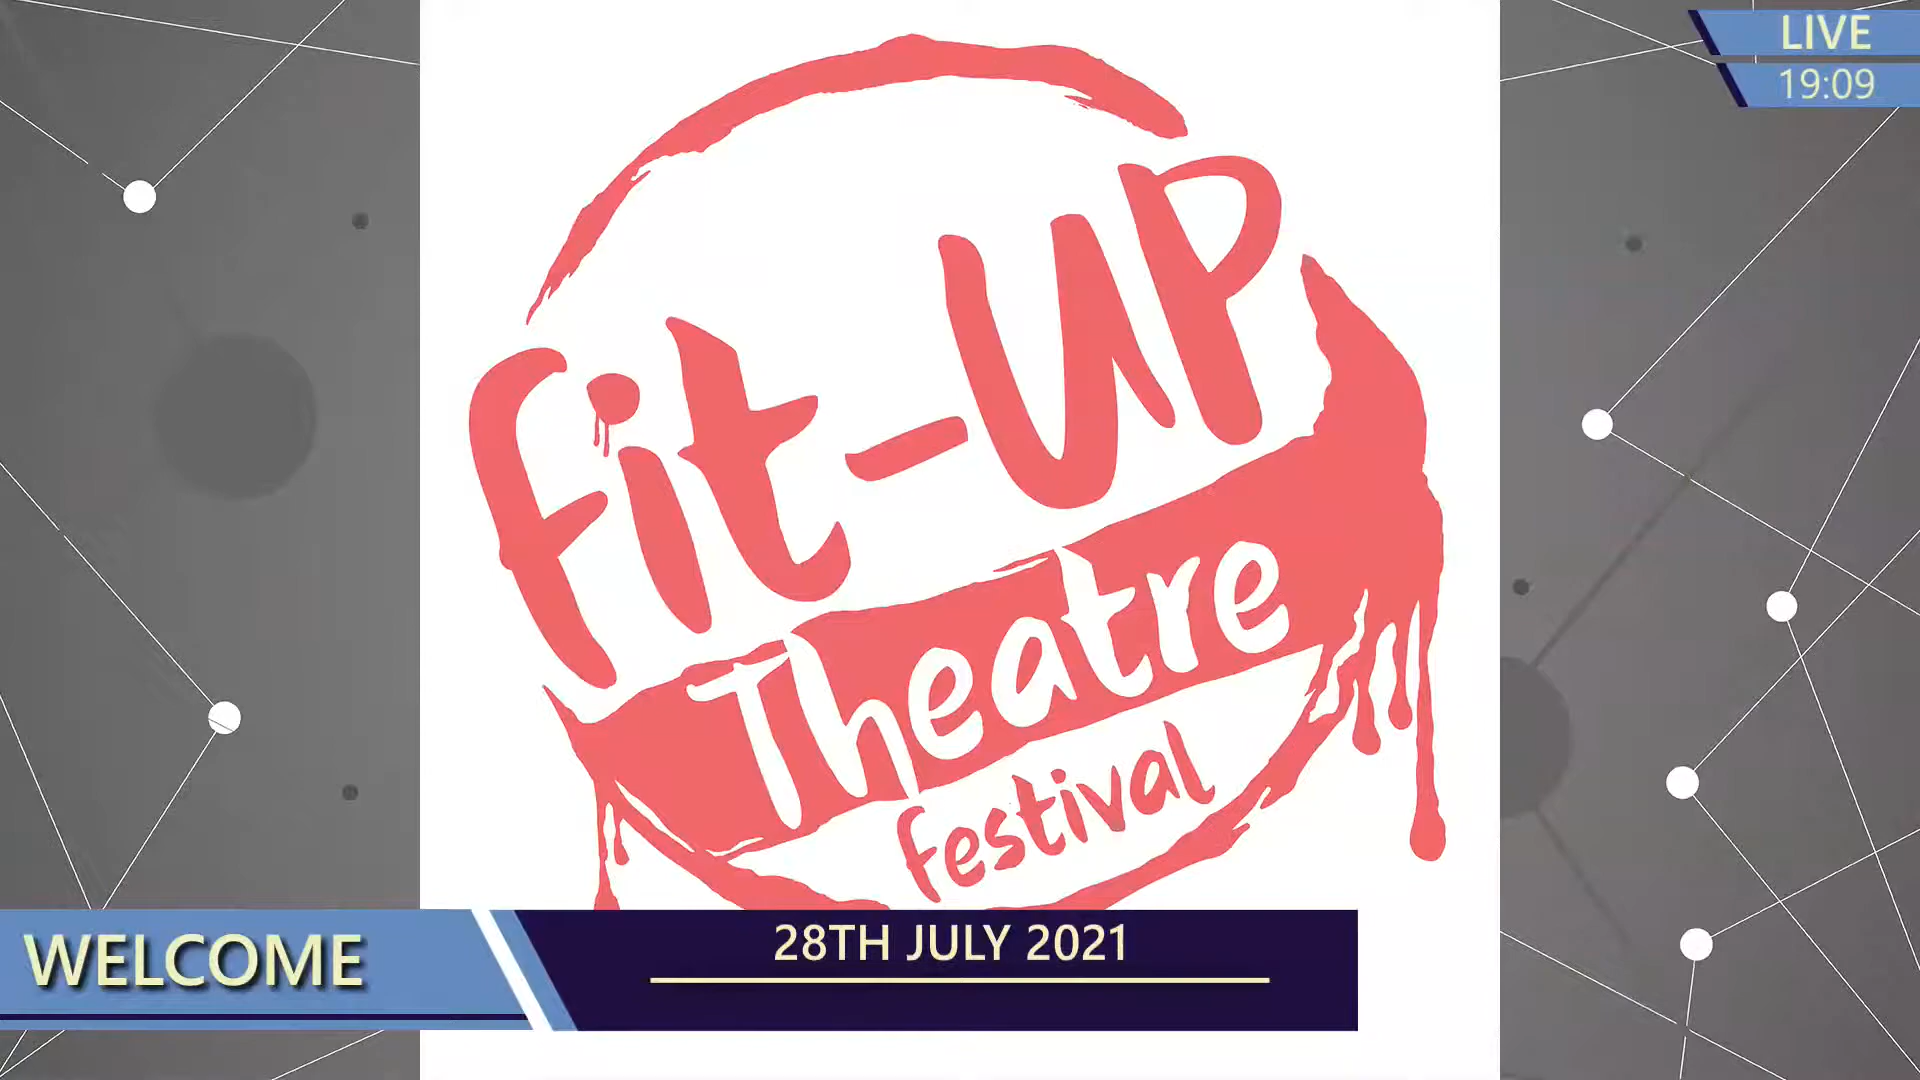 LIVE
19:09
Fit-UP
Theatre
festival
WELCOME
28TH JULY 2021